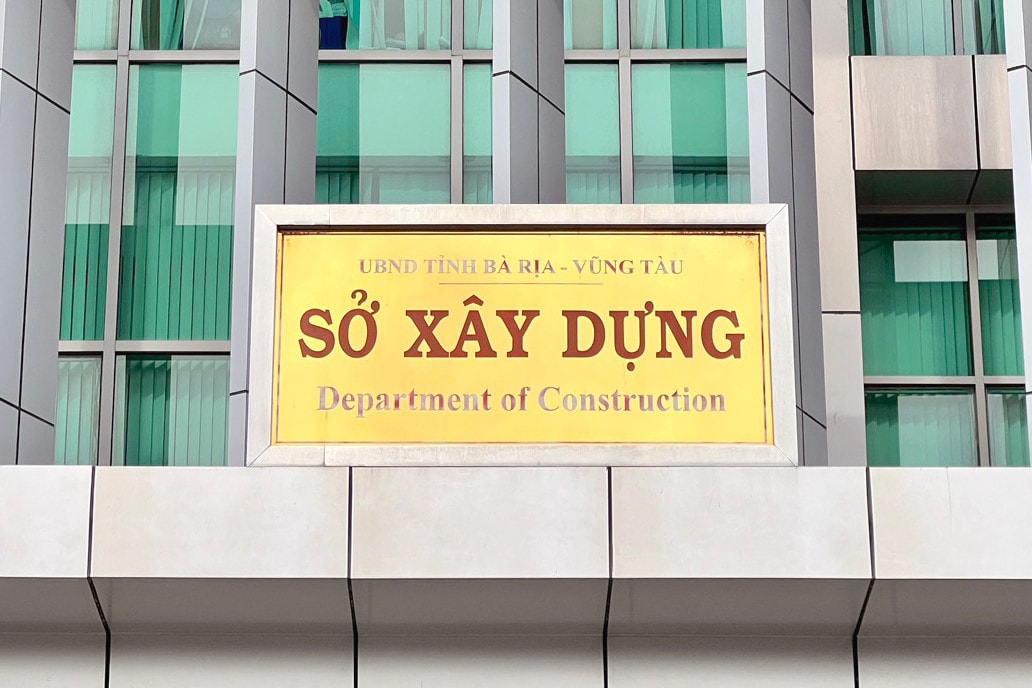 UBND TỈNH BÀ RỊA - VŨNG TÀU
SỞ XÂY DỰNG
Department of Construction